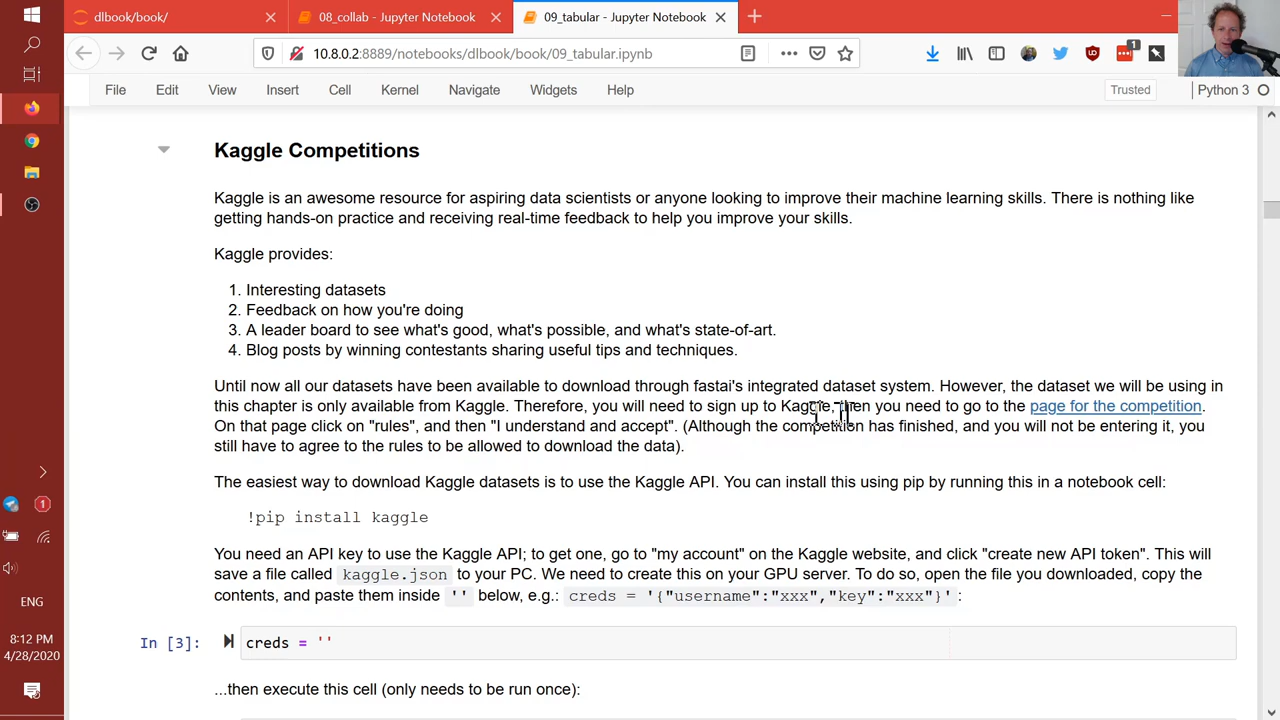 dlbook/book/
08_collab - Jupyter Notebook
09_tabular - Jupyter Notebook
10.8.0.2:8889/notebooks/dlbook/book/09_tabular.ipynb
1
File Edit View Insert Cell Kernel Navigate Widgets Help
Trusted
Python 3
Kaggle Competitions
Kaggle is an awesome resource for aspiring data scientists or anyone looking to improve their machine learning skills. There is nothing like
getting hands-on practice and receiving real-time feedback to help you improve your skills.
Kaggle provides:
1. Interesting datasets
2. Feedback on how you're doing
3. A leader board to see what's good, what's possible, and what's state-of-art.
4. Blog posts by winning contestants sharing useful tips and techniques.
Until now all our datasets have been available to download through fastai's integrated dataset system. However, the dataset we will be using in
this chapter is only available from Kaggle. Therefore, you will need to sign up to Kaggle, then you need to go to the page for the competition.
On that page click on "rules", and then "I understand and accept". (Although the competition has finished, and you will not be entering it, you
still have to agree to the rules to be allowed to download the data).
The easiest way to download Kaggle datasets is to use the Kaggle API. You can install this using pip by running this in a notebook cell:
!pip install kaggle
You need an API key to use the Kaggle API; to get one, go to "my account" on the Kaggle website, and click "create new API token". This will
save a file called kaggle.json to your PC. We need to create this on your GPU server. To do so, open the file you downloaded, copy the
contents, and paste them inside '' below, e.g.: creds = '{"username":"xxx","key":"xxx"}':
In [3]: creds = ''
...then execute this cell (only needs to be run once):
1
ENG
8:12 PM
4/28/2020